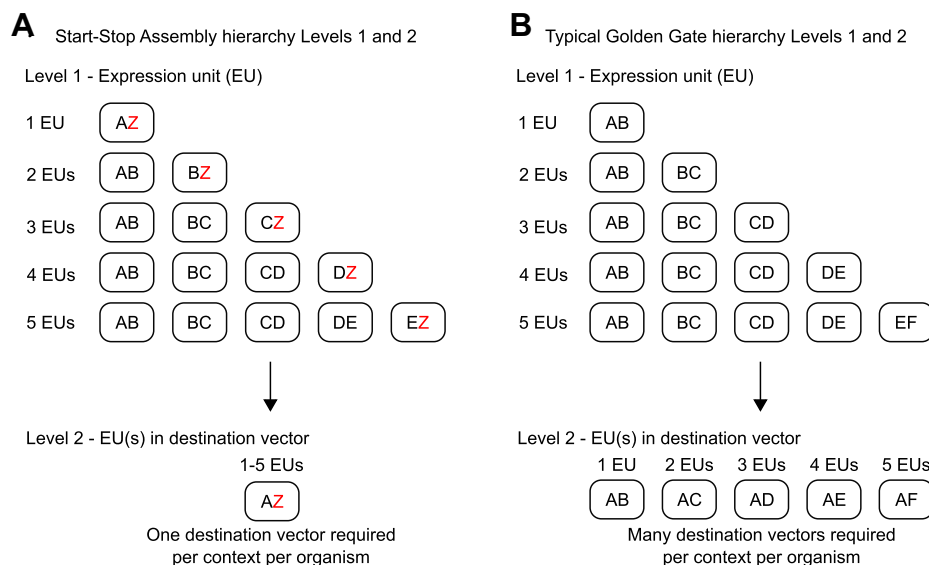 A Start-Stop Assembly hierarchy Levels 1 and 2
Level 1 - Expression unit (EU)
1 EU AZ
2 EUs AB BZ
3 EUs AB BC CZ
4 EUs AB BC CD DZ
5 EUs AB BC CD DE EZ
Level 2 - EU(s) in destination vector
1-5 EUs
AZ
One destination vector required
per context per organism
B Typical Golden Gate hierarchy Levels 1 and 2
Level 1 - Expression unit (EU)
1 EU AB
2 EUs AB BC
3 EUs AB BC CD
4 EUs AB BC CD DE
5 EUs AB BC CD DE EF
Level 2 - EU(s) in destination vector
1 EU 2 EUs 3 EUs 4 EUs 5 EUs
AB AC AD AE AF
Many destination vectors required
per context per organism